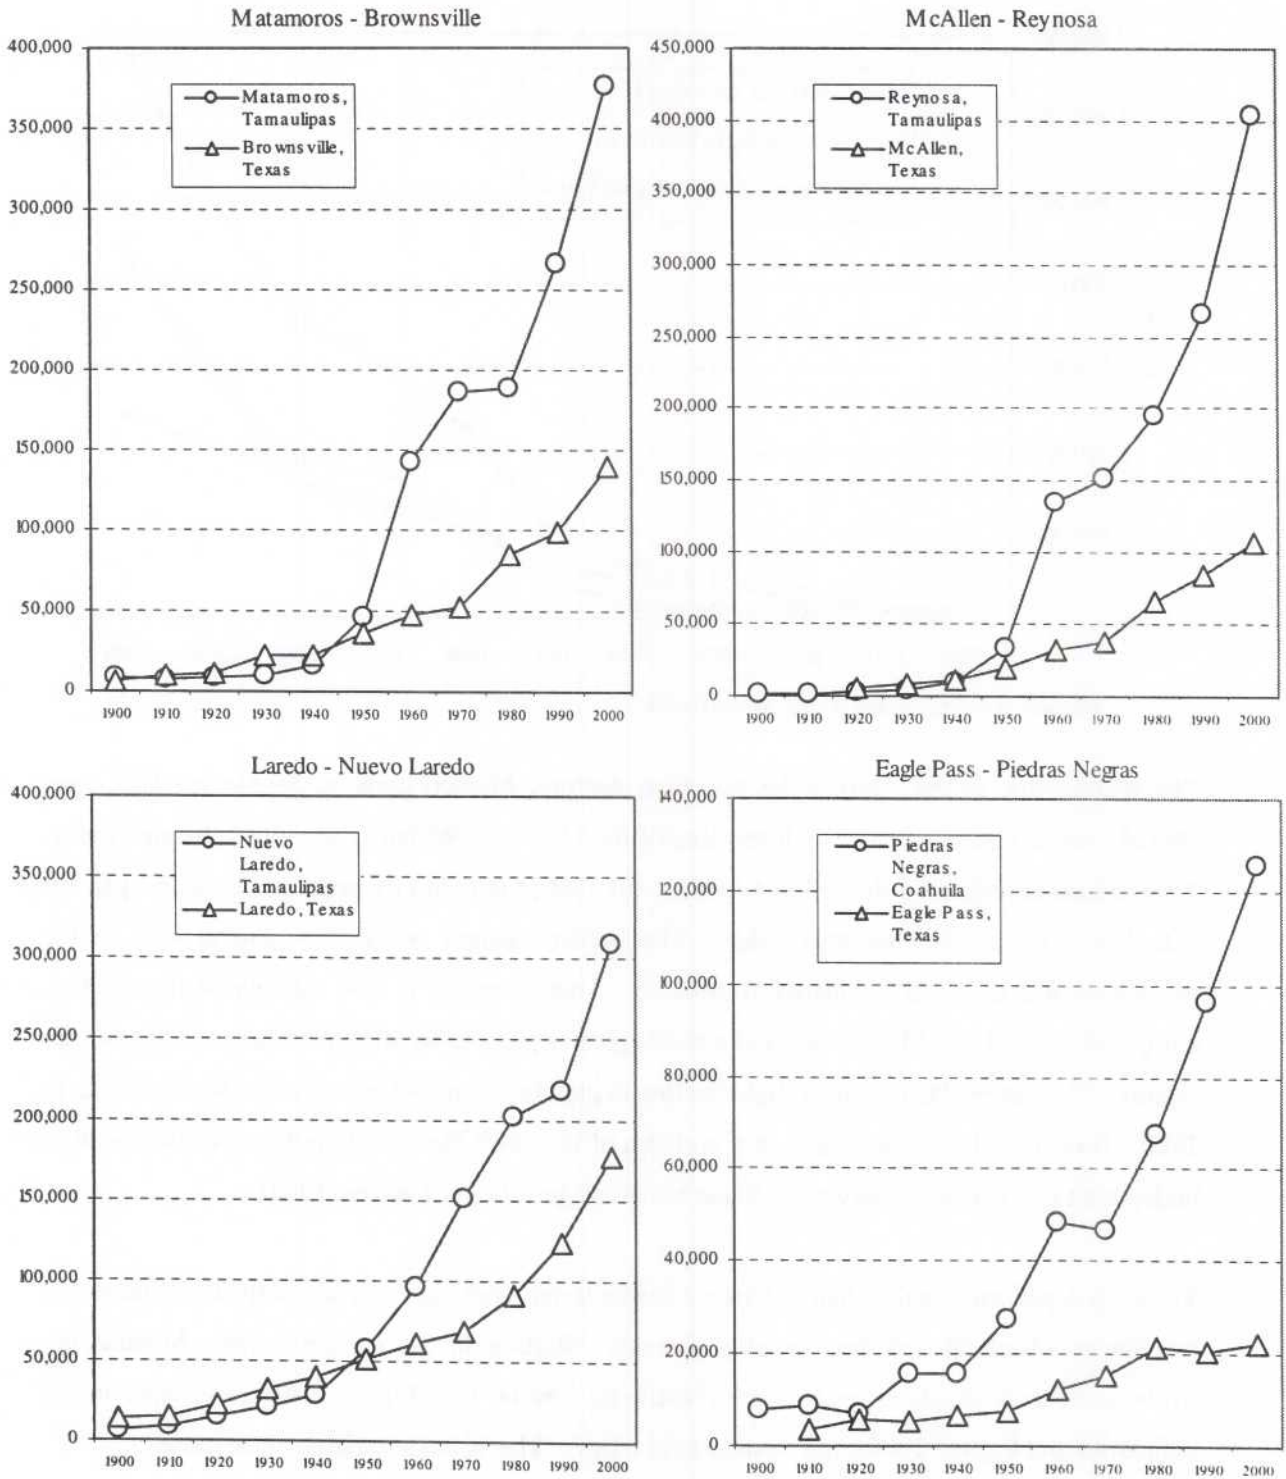 Matamoros - Brownsville
400,000
350,000
300,000
250,000
200,000
150,000
100,000
50,000
0
Matamoros,
Tamaulipas
Brownsville,
Texas
1900 1910 1920 1930 1940 1950 1960 1970 1980 1990 2000
McAllen - Reynosa
450,000
400,000
350,000
300,000
250,000
200,000
150,000
100,000
50,000
0
Reynosa,
Tamaulipas
McAllen,
Texas
1900 1910 1920 1930 1940 1950 1960 1970 1980 1990 2000
Laredo - Nuevo Laredo
400,000
350,000
300,000
250,000
200,000
150,000
100,000
50,000
0
Nuevo
Laredo,
Tamaulipas
Laredo, Texas
1900 1910 1920 1930 1940 1950 1960 1970 1980 1990 2000
Eagle Pass - Piedras Negras
140,000
120,000
100,000
80,000
60,000
40,000
20,000
0
Piedras
Negras,
Coahuila
Eagle Pass,
Texas
1900 1910 1920 1930 1940 1950 1960 1970 1980 1990 2000